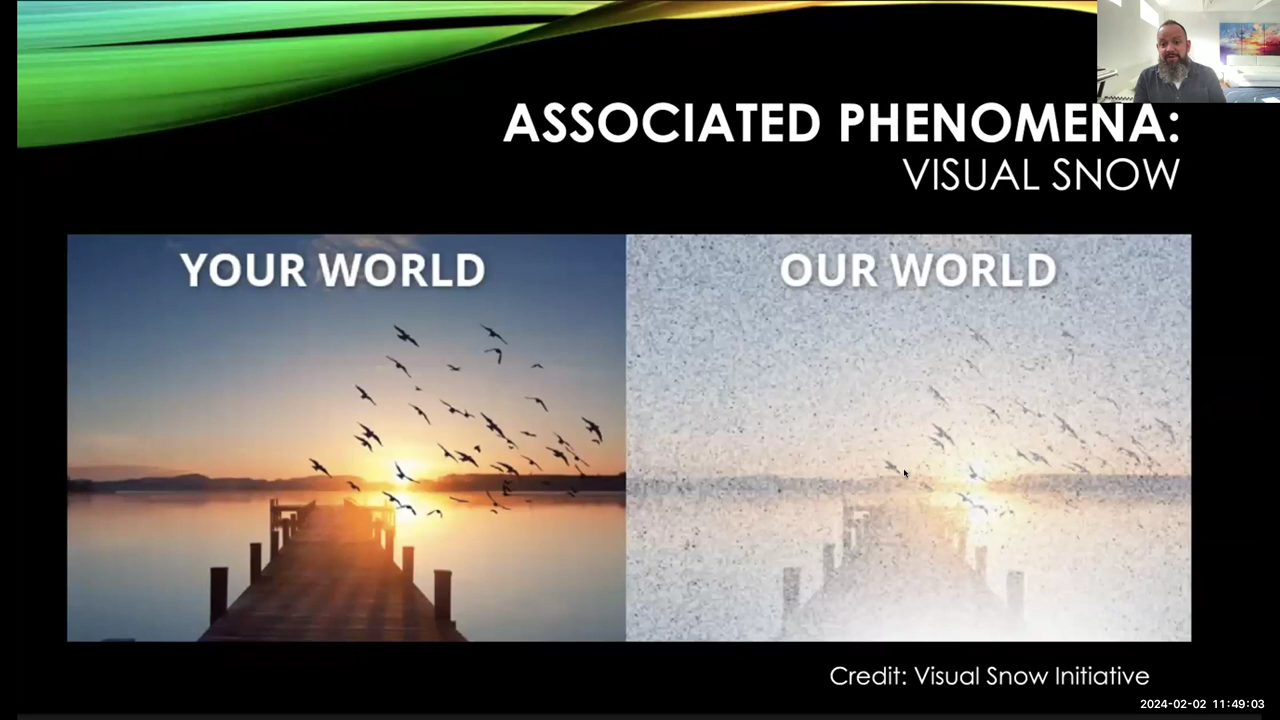 ASSOCIATED PHENOMENA:
VISUAL SNOW
YOUR WORLD
OUR WORLD
Credit: Visual Snow Initiative
2024-02-02 11:49:03